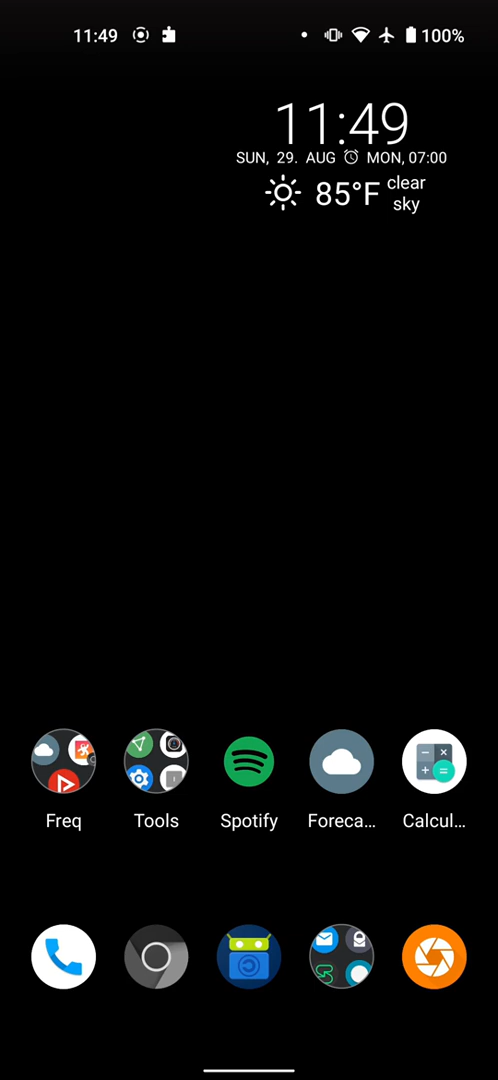 11:49
100%
11:49
SUN, 29. AUG MON, 07:00
85°F clear
sky
Freq
Tools
Spotify
Foreca...
Calcul...